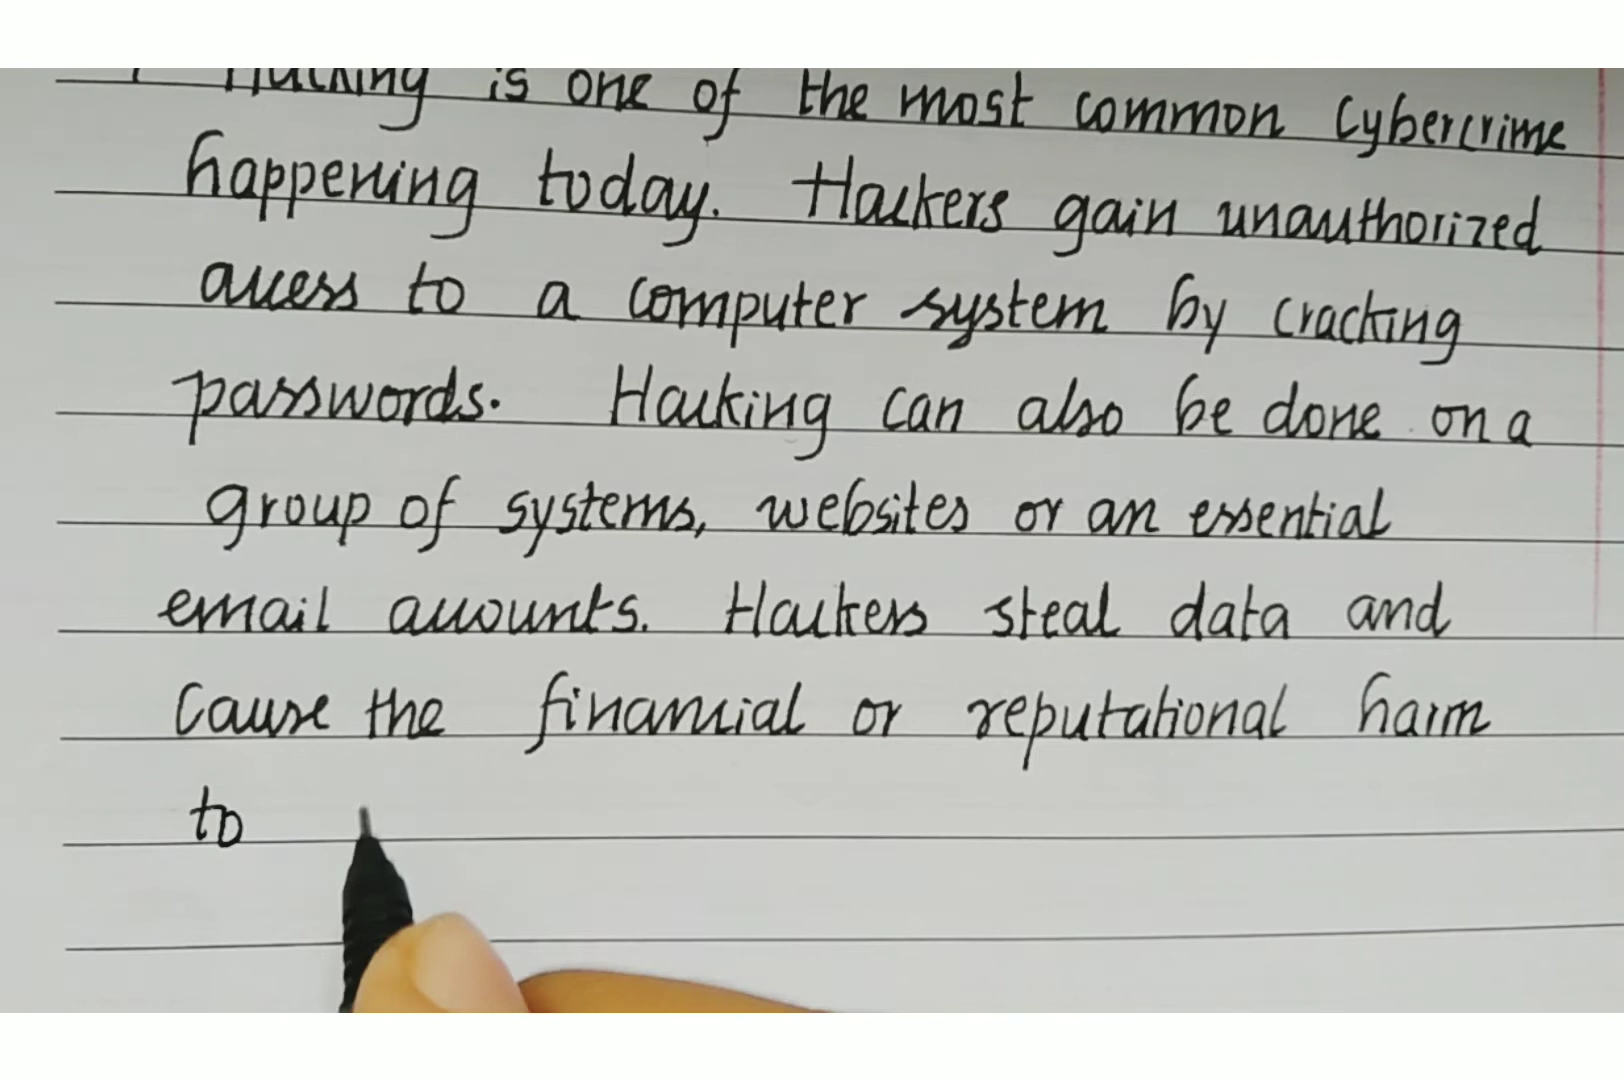 Hacking is one of the most common Cybercrime
happening today. Hackers gain unauthorized
access to a computer system by cracking
passwords. Hacking can also be done on a
group of systems, websites or an essential
email accounts. Hackers steal data and
cause the financial or reputational harm
to